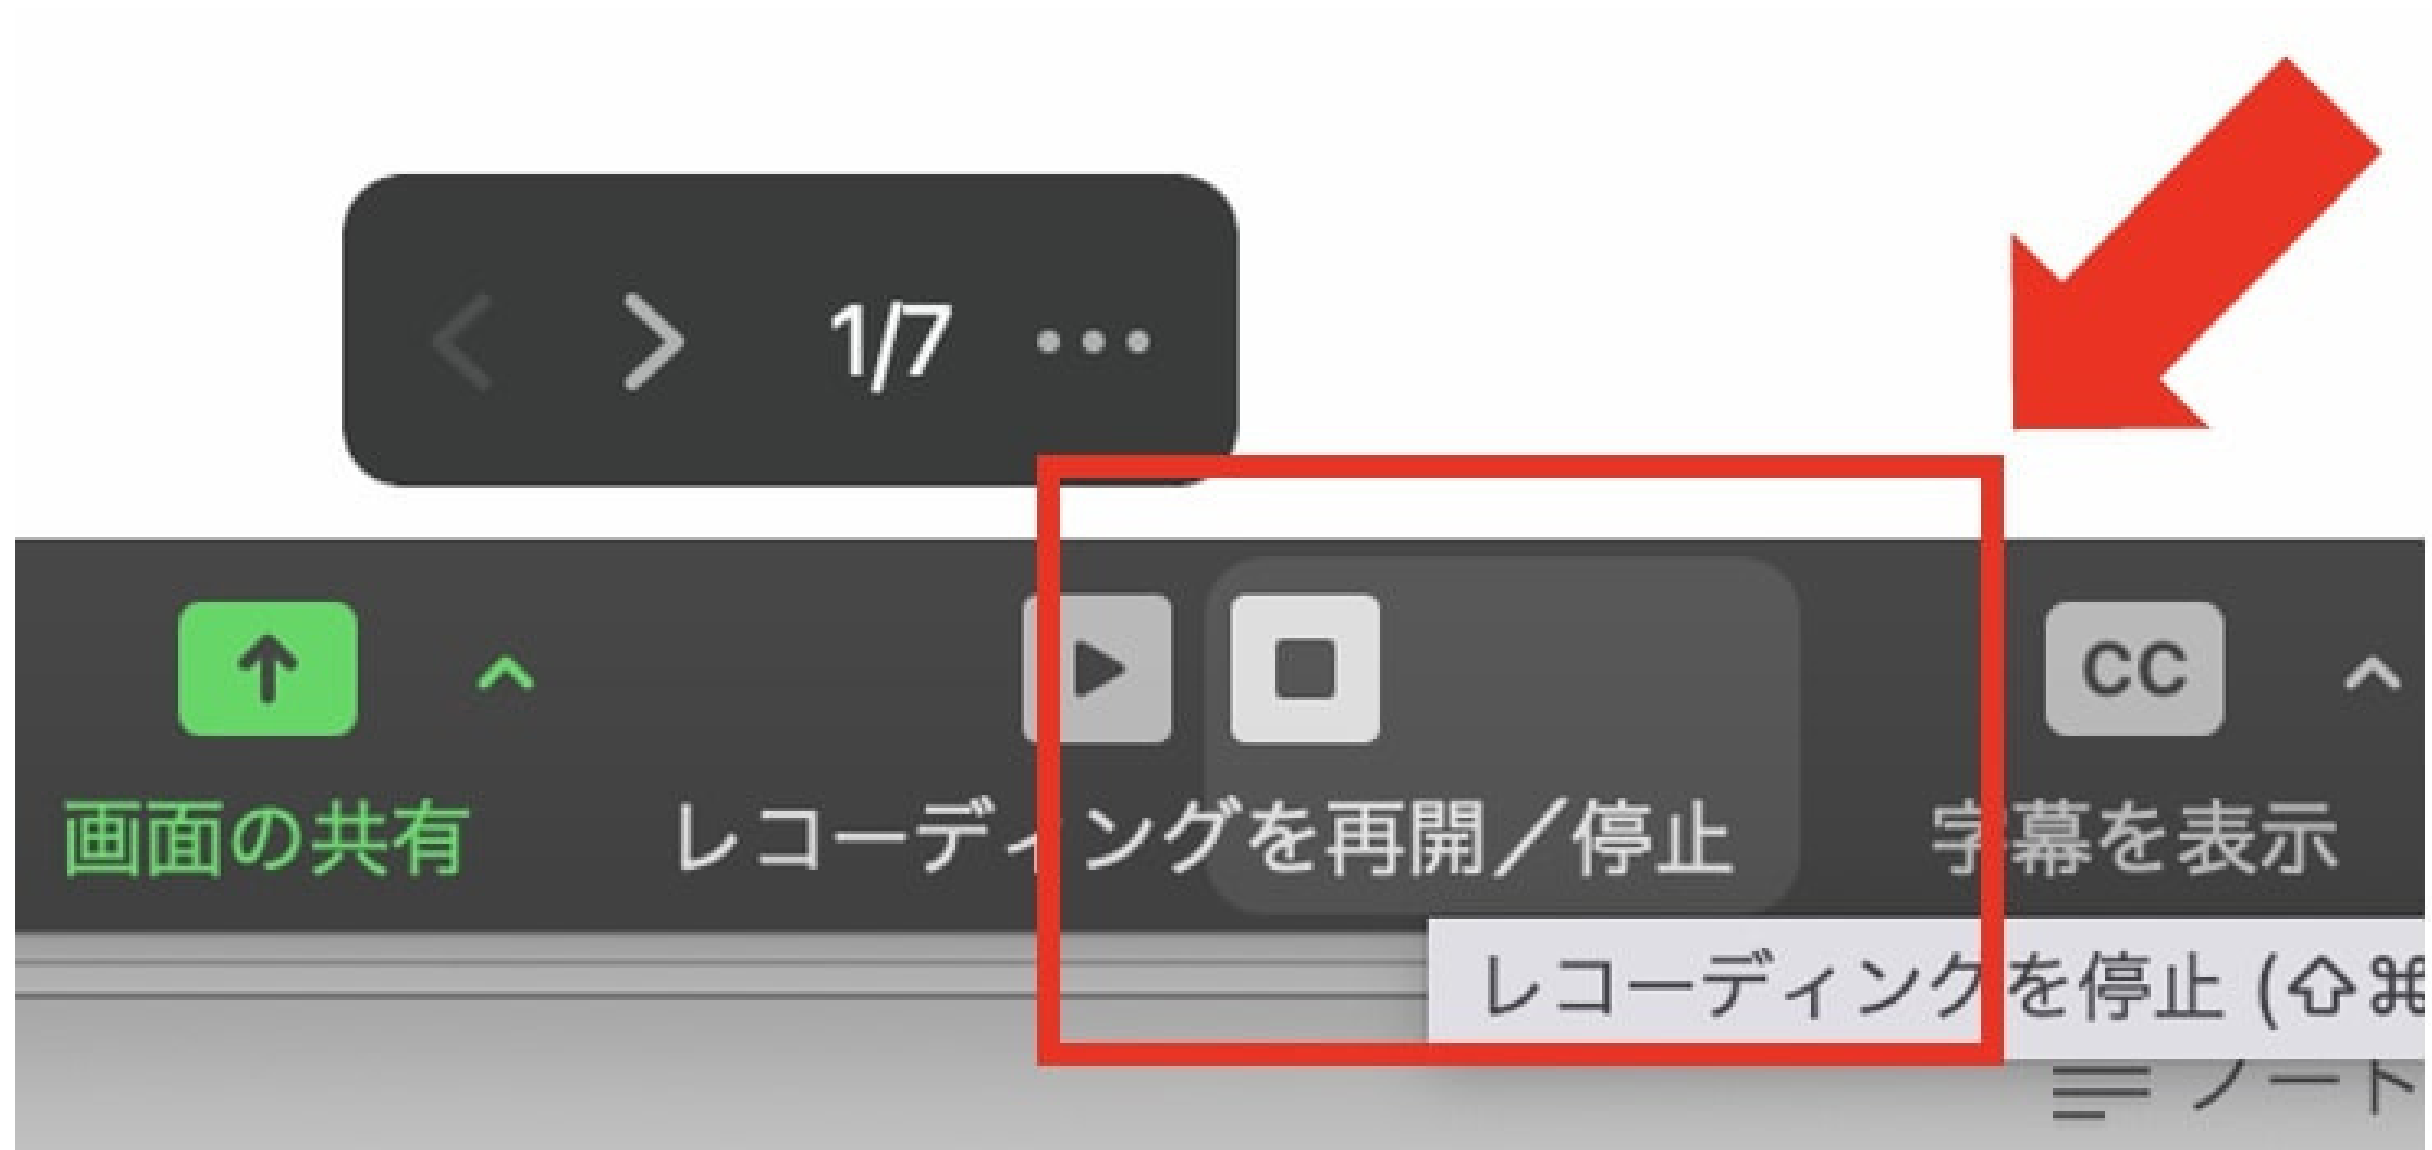 1/7
CC
画面の共有
レコーディングを再開／停止
字幕を表示
レコーディングを停止 (⇧⌘
ノート